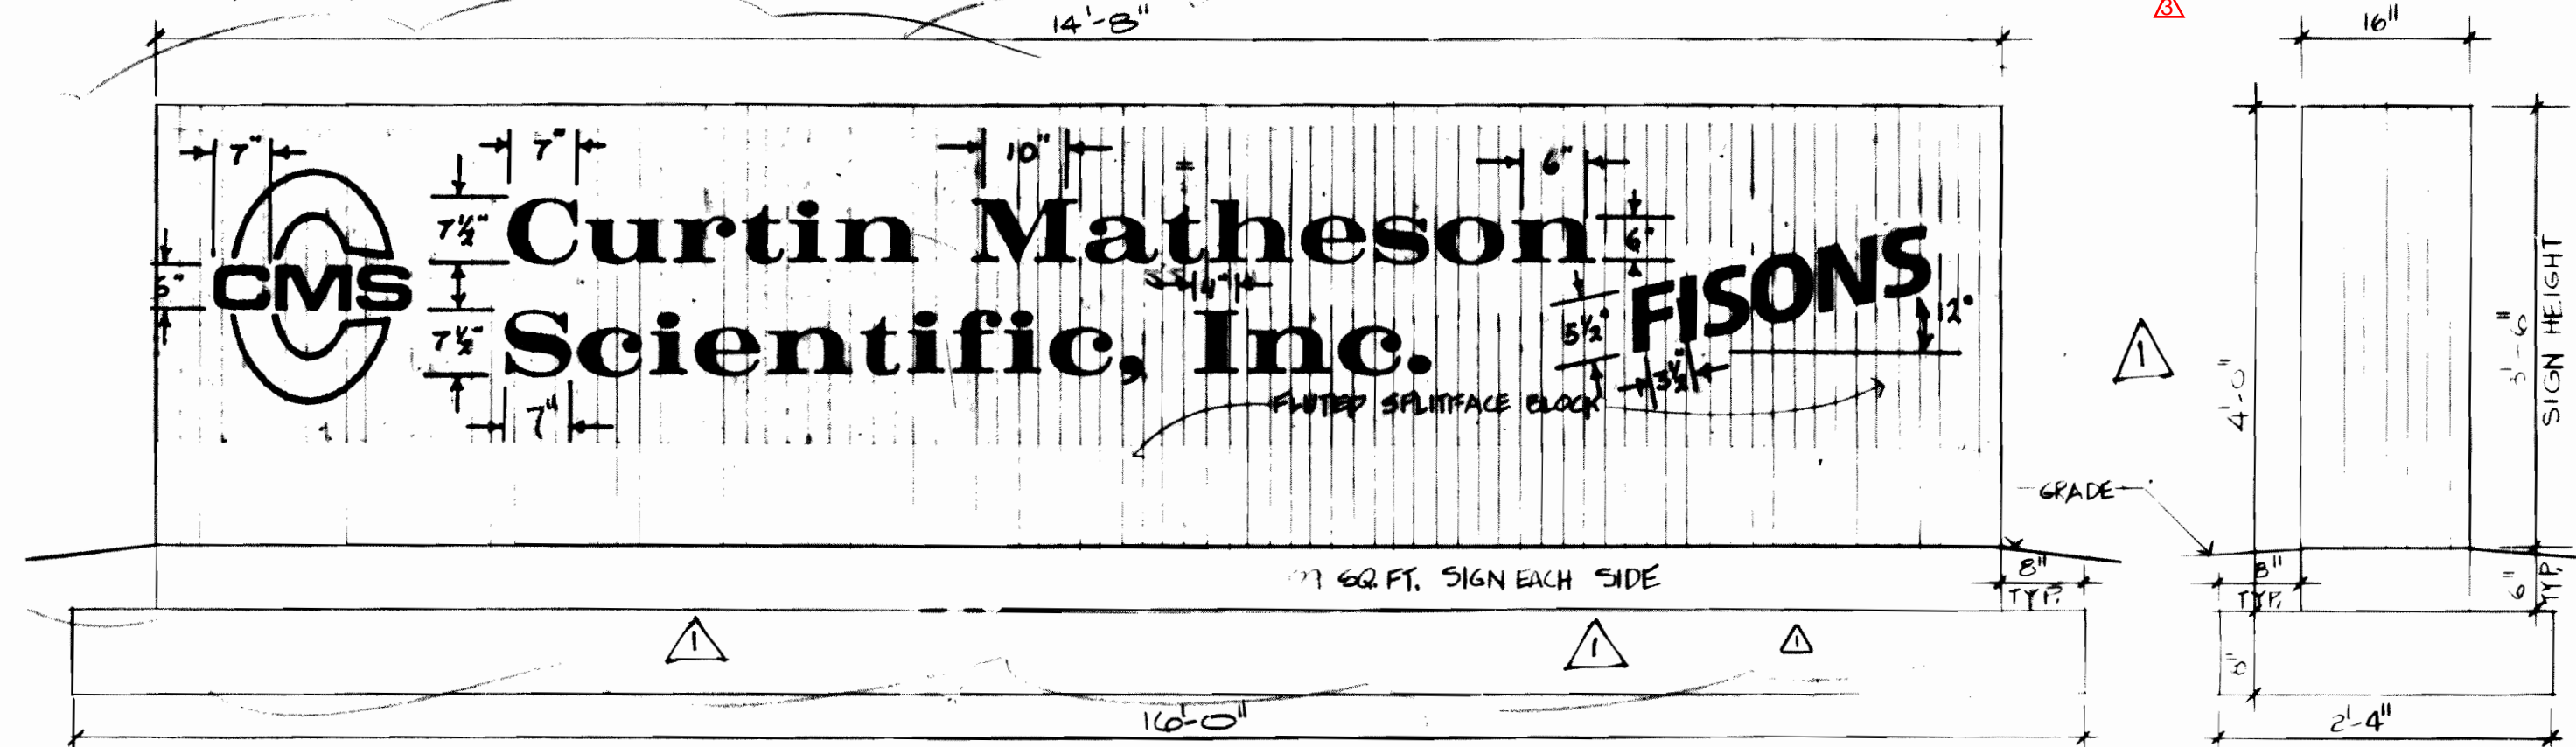 14'-8"
3
16"
7"
7"
10"
=
6"
7½"
Curtin Matheson
6"
CMS
4"
FISONS
12°
7½"
Scientific, Inc.
5½"
3½"
7"
FLUTED SPLITFACE BLOCK
1
4'-0"
3'-6"
SIGN HEIGHT
GRADE
SQ. FT. SIGN EACH SIDE
8"
TYP.
8"
TYP.
6"
TYP.
1
1
1
16'-0"
2'-4"